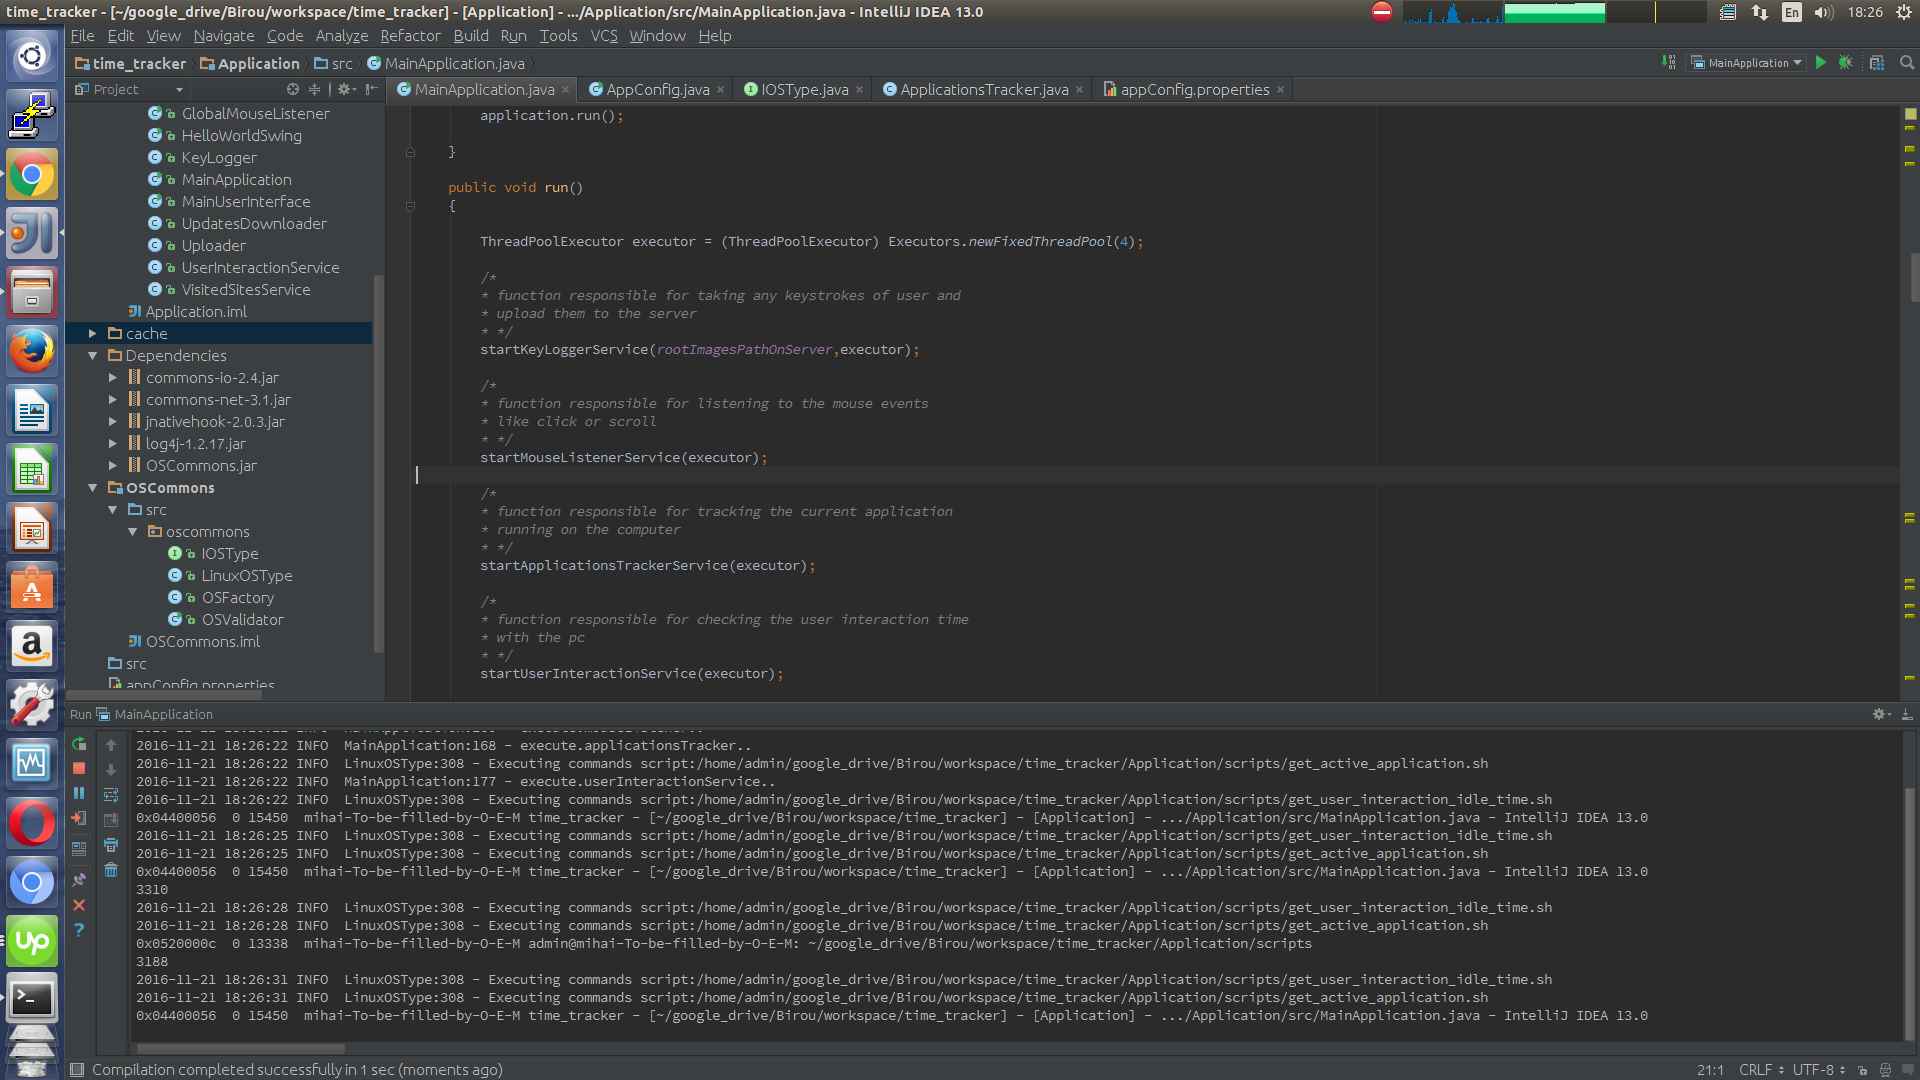 time_tracker - [~/google_drive/Birou/workspace/time_tracker] - [Application] - .../Application/src/MainApplication.java - IntelliJ IDEA 13.0
En
18:26
File Edit View Navigate Code Analyze Refactor Build Run Tools VCS Window Help
time_tracker Application src MainApplication.java
MainApplication
Project
MainApplication.java AppConfig.java IOSType.java ApplicationsTracker.java appConfig.properties
GlobalMouseListener
HelloWorldSwing
KeyLogger
MainApplication
MainUserInterface
UpdatesDownloader
Uploader
UserInteractionService
VisitedSitesService
Application.iml
cache
Dependencies
commons-io-2.4.jar
commons-net-3.1.jar
jnativehook-2.0.3.jar
log4j-1.2.17.jar
OSCommons.jar
OSCommons
src
oscommons
IOSType
LinuxOSType
OSFactory
OSValidator
OSCommons.iml
src
appConfig.properties
application.run();
}
public void run()
{
ThreadPoolExecutor executor = (ThreadPoolExecutor) Executors.newFixedThreadPool(4);
/*
* function responsible for taking any keystrokes of user and
* upload them to the server
* */
startKeyLoggerService(rootImagesPathOnServer,executor);
/*
* function responsible for listening to the mouse events
* like click or scroll
* */
startMouseListenerService(executor);
/*
* function responsible for tracking the current application
* running on the computer
* */
startApplicationsTrackerService(executor);
/*
* function responsible for checking the user interaction time
* with the pc
* */
startUserInteractionService(executor);
Run MainApplication
2016-11-21 18:26:22 INFO  MainApplication:168 - execute.applicationsTracker..
2016-11-21 18:26:22 INFO  LinuxOSType:308 - Executing commands script:/home/admin/google_drive/Birou/workspace/time_tracker/Application/scripts/get_active_application.sh
2016-11-21 18:26:22 INFO  MainApplication:177 - execute.userInteractionService..
2016-11-21 18:26:22 INFO  LinuxOSType:308 - Executing commands script:/home/admin/google_drive/Birou/workspace/time_tracker/Application/scripts/get_user_interaction_idle_time.sh
0x04400056  0 15450  mihai-To-be-filled-by-O-E-M time_tracker - [~/google_drive/Birou/workspace/time_tracker] - [Application] - .../Application/src/MainApplication.java - IntelliJ IDEA 13.0
2016-11-21 18:26:25 INFO  LinuxOSType:308 - Executing commands script:/home/admin/google_drive/Birou/workspace/time_tracker/Application/scripts/get_user_interaction_idle_time.sh
2016-11-21 18:26:25 INFO  LinuxOSType:308 - Executing commands script:/home/admin/google_drive/Birou/workspace/time_tracker/Application/scripts/get_active_application.sh
0x04400056  0 15450  mihai-To-be-filled-by-O-E-M time_tracker - [~/google_drive/Birou/workspace/time_tracker] - [Application] - .../Application/src/MainApplication.java - IntelliJ IDEA 13.0
3310
2016-11-21 18:26:28 INFO  LinuxOSType:308 - Executing commands script:/home/admin/google_drive/Birou/workspace/time_tracker/Application/scripts/get_user_interaction_idle_time.sh
2016-11-21 18:26:28 INFO  LinuxOSType:308 - Executing commands script:/home/admin/google_drive/Birou/workspace/time_tracker/Application/scripts/get_active_application.sh
0x0520000c  0 13338  mihai-To-be-filled-by-O-E-M admin@mihai-To-be-filled-by-O-E-M: ~/google_drive/Birou/workspace/time_tracker/Application/scripts
3188
2016-11-21 18:26:31 INFO  LinuxOSType:308 - Executing commands script:/home/admin/google_drive/Birou/workspace/time_tracker/Application/scripts/get_user_interaction_idle_time.sh
2016-11-21 18:26:31 INFO  LinuxOSType:308 - Executing commands script:/home/admin/google_drive/Birou/workspace/time_tracker/Application/scripts/get_active_application.sh
0x04400056  0 15450  mihai-To-be-filled-by-O-E-M time_tracker - [~/google_drive/Birou/workspace/time_tracker] - [Application] - .../Application/src/MainApplication.java - IntelliJ IDEA 13.0
Compilation completed successfully in 1 sec (moments ago)
21:1 CRLF UTF-8